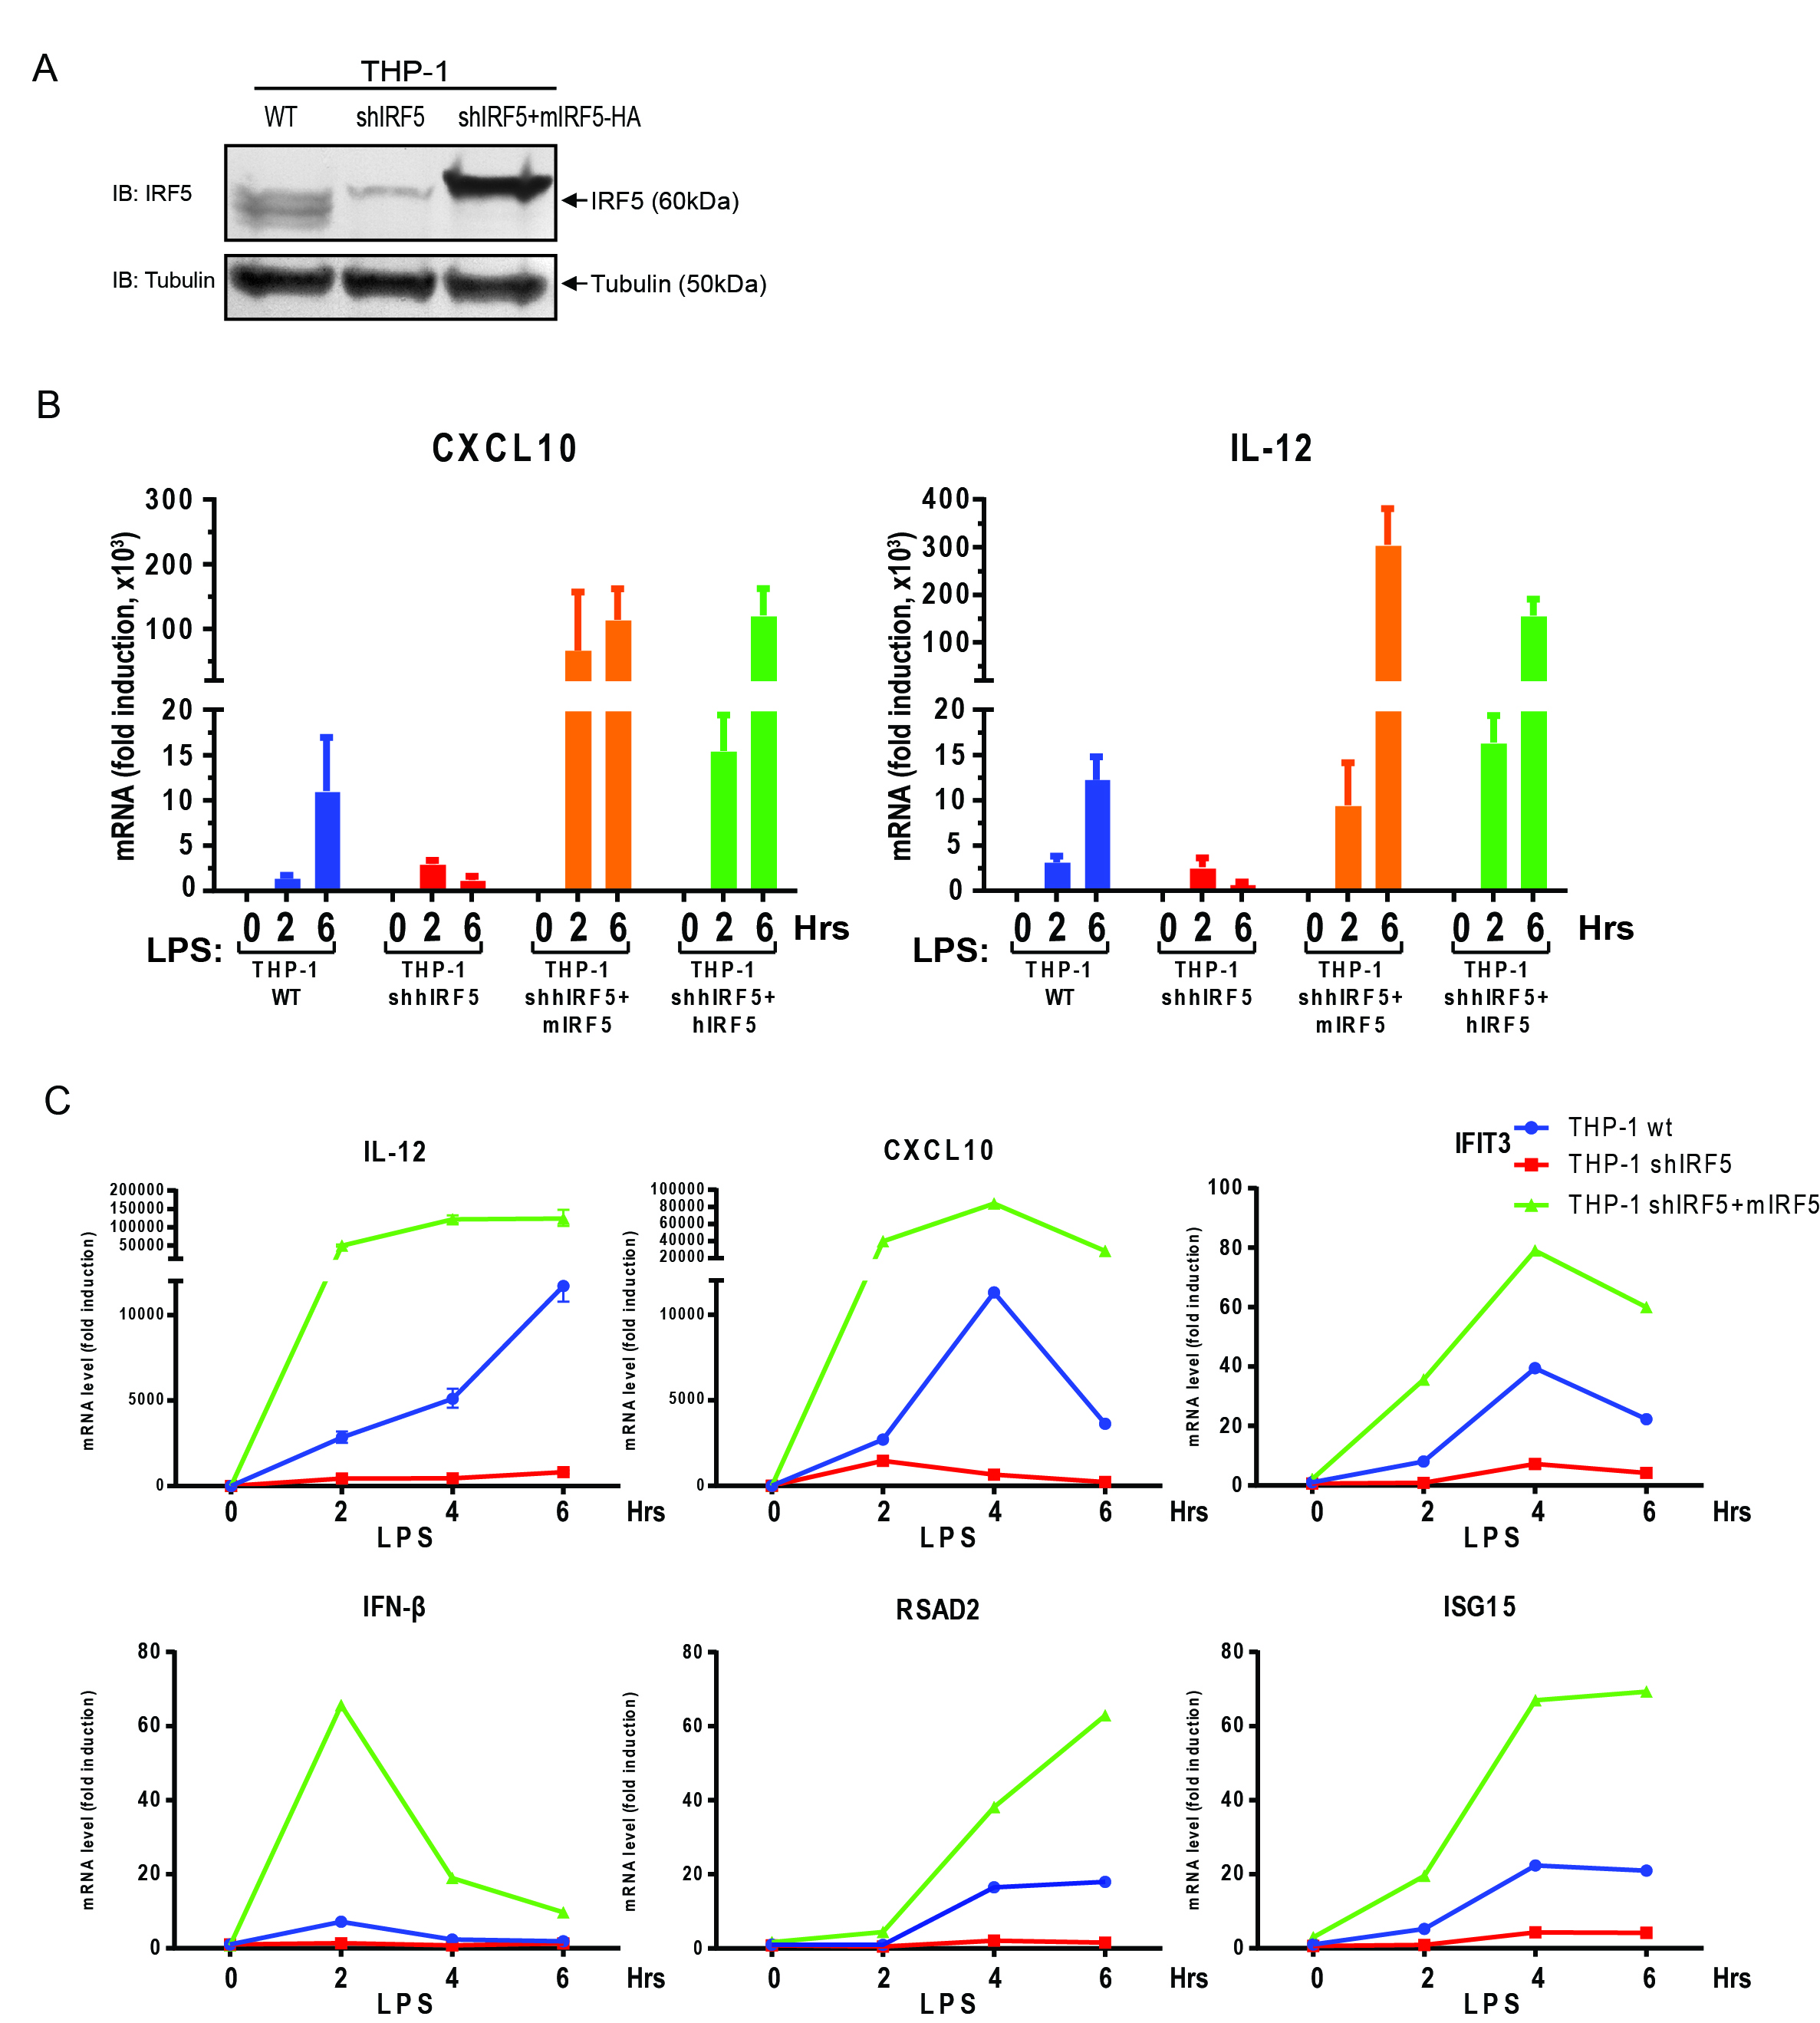 A
THP-1
WT shIRF5 shIRF5+mIRF5-HA
IB: IRF5
IRF5 (60kDa)
IB: Tubulin
Tubulin (50kDa)
B
CXCL10
mRNA (fold induction, x10³)
300
200
100
20
15
10
5
0
0 2 6 0 2 6 0 2 6 0 2 6 Hrs
LPS:
THP-1 THP-1 THP-1 THP-1
WT shhIRF5 shhIRF5+ shhIRF5+
mIRF5 hIRF5
IL-12
mRNA (fold induction, x10³)
400
300
200
100
20
15
10
5
0
0 2 6 0 2 6 0 2 6 0 2 6 Hrs
LPS:
THP-1 THP-1 THP-1 THP-1
WT shhIRF5 shhIRF5+ shhIRF5+
mIRF5 hIRF5
C
IL-12
mRNA level (fold induction)
200000
150000
100000
50000
10000
5000
0
0 2 4 6 Hrs
LPS
CXCL10
mRNA level (fold induction)
100000
80000
60000
40000
20000
10000
5000
0
0 2 4 6 Hrs
LPS
IFIT3
THP-1 wt
THP-1 shIRF5
THP-1 shIRF5+mIRF5
mRNA level (fold induction)
100
80
60
40
20
0
0 2 4 6 Hrs
LPS
IFN-β
mRNA level (fold induction)
80
60
40
20
0
0 2 4 6 Hrs
LPS
RSAD2
mRNA level (fold induction)
80
60
40
20
0
0 2 4 6 Hrs
LPS
ISG15
mRNA level (fold induction)
80
60
40
20
0
0 2 4 6 Hrs
LPS